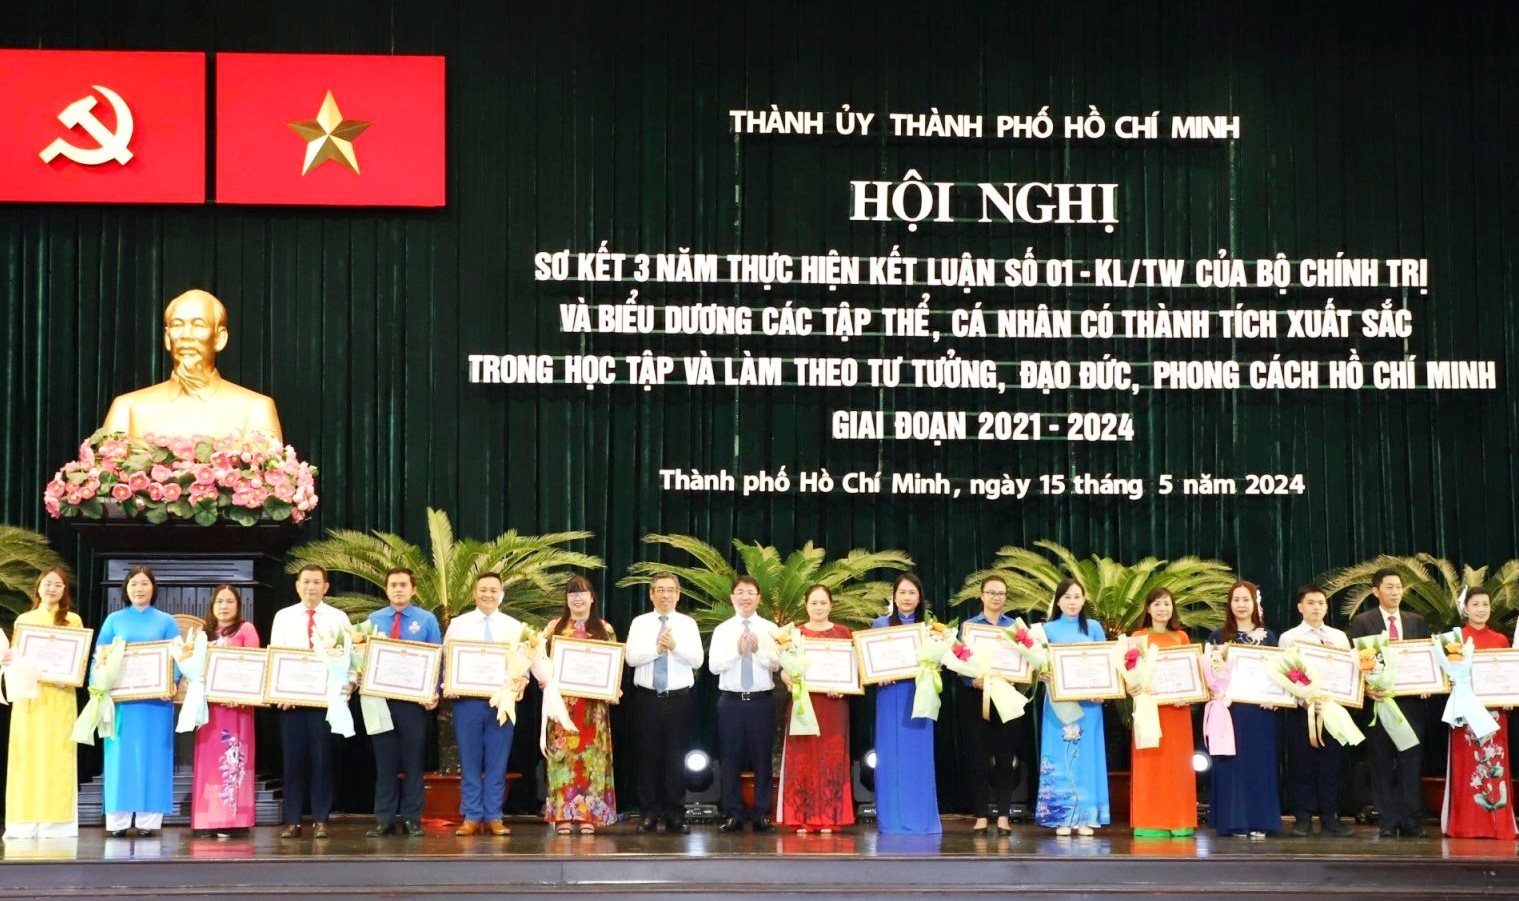 THÀNH ỦY THÀNH PHỐ HỒ CHÍ MINH
HỘI NGHỊ
SƠ KẾT 3 NĂM THỰC HIỆN KẾT LUẬN SỐ 01 - KL/TW CỦA BỘ CHÍNH TRỊ
VÀ BIỂU DƯƠNG CÁC TẬP THỂ, CÁ NHÂN CÓ THÀNH TÍCH XUẤT SẮC
TRONG HỌC TẬP VÀ LÀM THEO TƯ TƯỞNG, ĐẠO ĐỨC, PHONG CÁCH HỒ CHÍ MINH
GIAI ĐOẠN 2021 - 2024
Thành phố Hồ Chí Minh, ngày 15 tháng 5 năm 2024